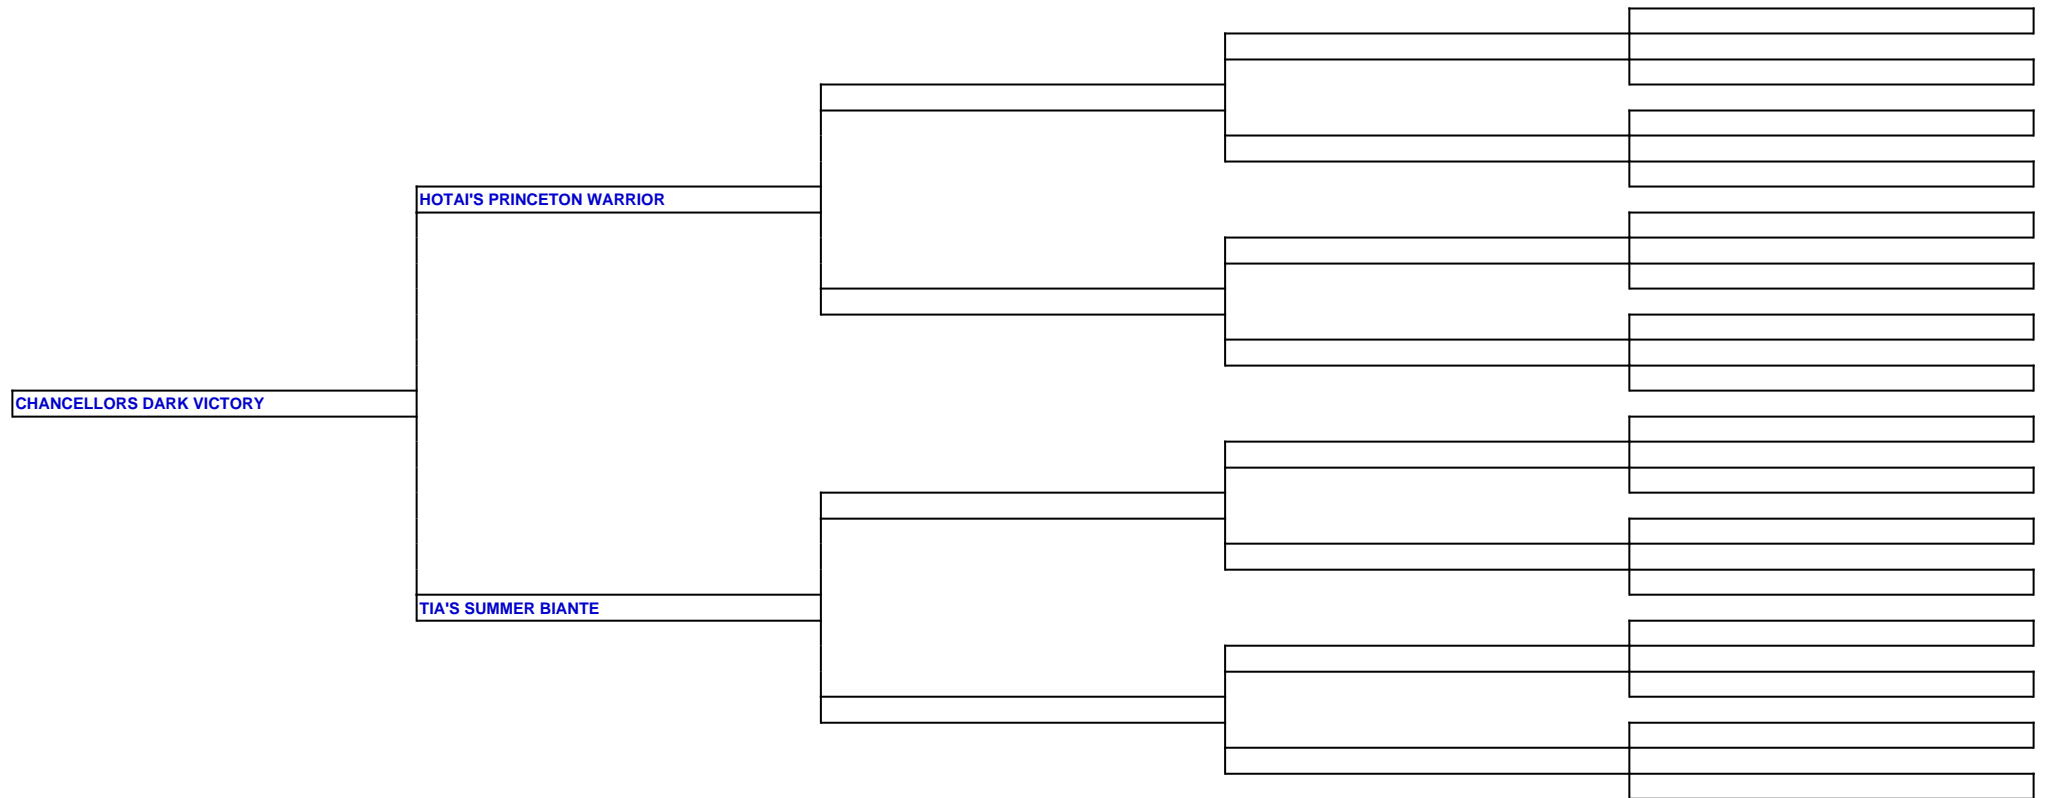 HOTAI'S PRINCETON WARRIOR
CHANCELLORS DARK VICTORY
TIA'S SUMMER BIANTE